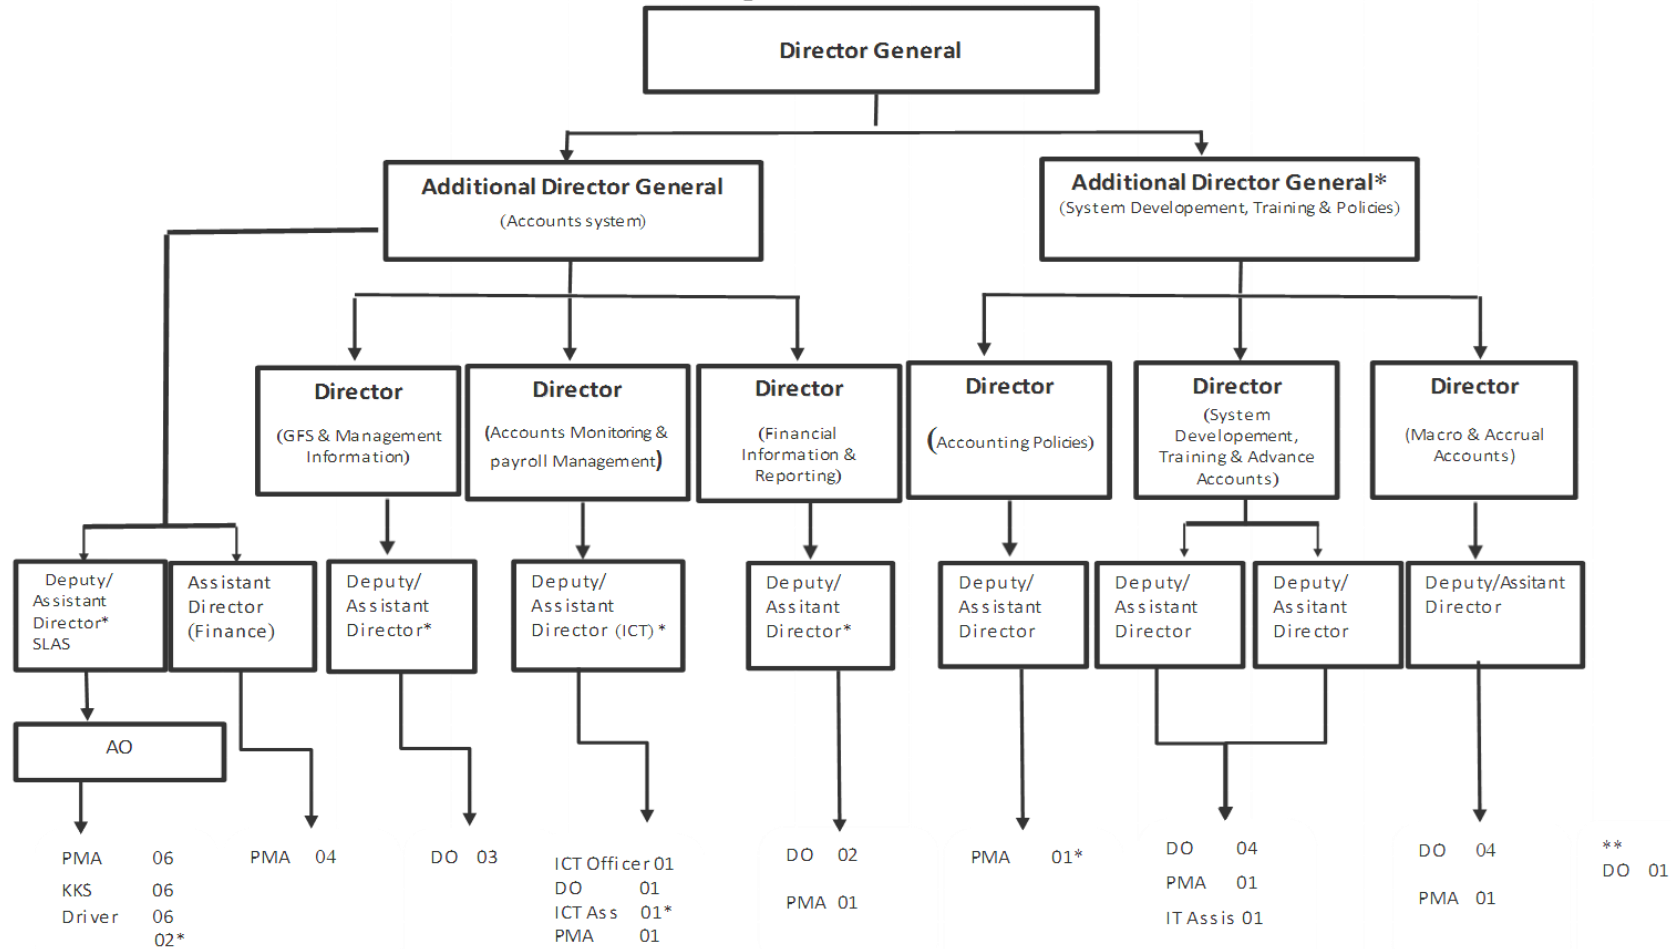 Director General
Additional Director General
(Accounts system)
Additional Director General*
(System Developement, Training & Policies)
Director
(GFS & Management
Information)
Director
(Accounts Monitoring &
payroll Management)
Director
(Financial
Information &
Reporting)
Director
(Accounting Policies)
Director
(System
Developement,
Training & Advance
Accounts)
Director
(Macro & Accrual
Accounts)
Deputy/
Assistant
Director*
SLAS
Assistant
Director
(Finance)
Deputy/
Assistant
Director*
Deputy/
Assistant
Director (ICT) *
Deputy/
Assitant
Director*
Deputy/
Assistant
Director
Deputy/
Assistant
Director
Deputy/
Assitant
Director
Deputy/Assitant
Director
AO
PMA 06
KKS 06
Driver 06
02*
PMA 04
DO 03
ICT Officer 01
DO 01
ICT Ass 01*
PMA 01
DO 02
PMA 01
PMA 01*
DO 04
PMA 01
IT Assis 01
DO 04
PMA 01
**
DO 01